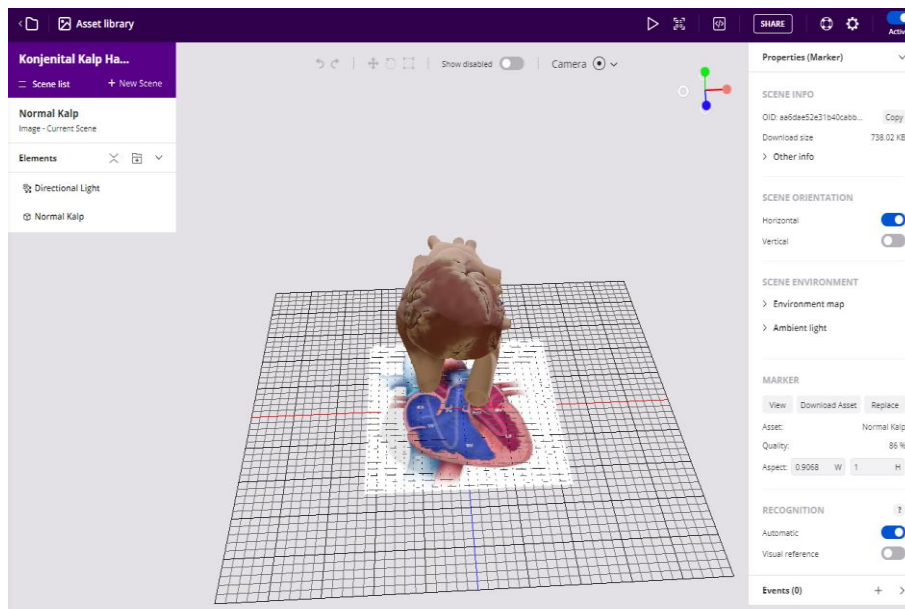 Asset library
SHARE
Active
Konjenital Kalp Ha...
Scene list
+ New Scene
Normal Kalp
Image - Current Scene
Elements
Directional Light
Normal Kalp
Show disabled
Camera
Properties (Marker)
SCENE INFO
OID: aa6dae52e31b40cabb...
Copy
Download size
738.02 KB
Other info
SCENE ORIENTATION
Horizontal
Vertical
SCENE ENVIRONMENT
Environment map
Ambient light
MARKER
View
Download Asset
Replace
Asset:
Normal Kalp
Quality:
86 %
Aspect: 0.9068 W 1 H
RECOGNITION
?
Automatic
Visual reference
Events (0)